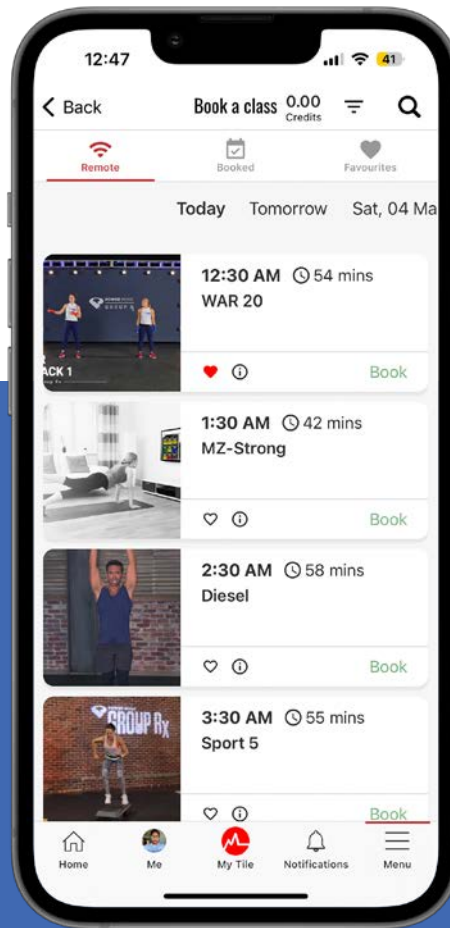 12:47
41
Back
Book a class
0.00
Credits
Remote
Booked
Favourites
Today Tomorrow Sat, 04 Ma
12:30 AM 54 mins
WAR 20
ACK 1
Book
1:30 AM 42 mins
MZ-Strong
Book
2:30 AM 58 mins
Diesel
Book
GROUP Rx
3:30 AM 55 mins
Sport 5
Book
Home
Me
My Tile
Notifications
Menu